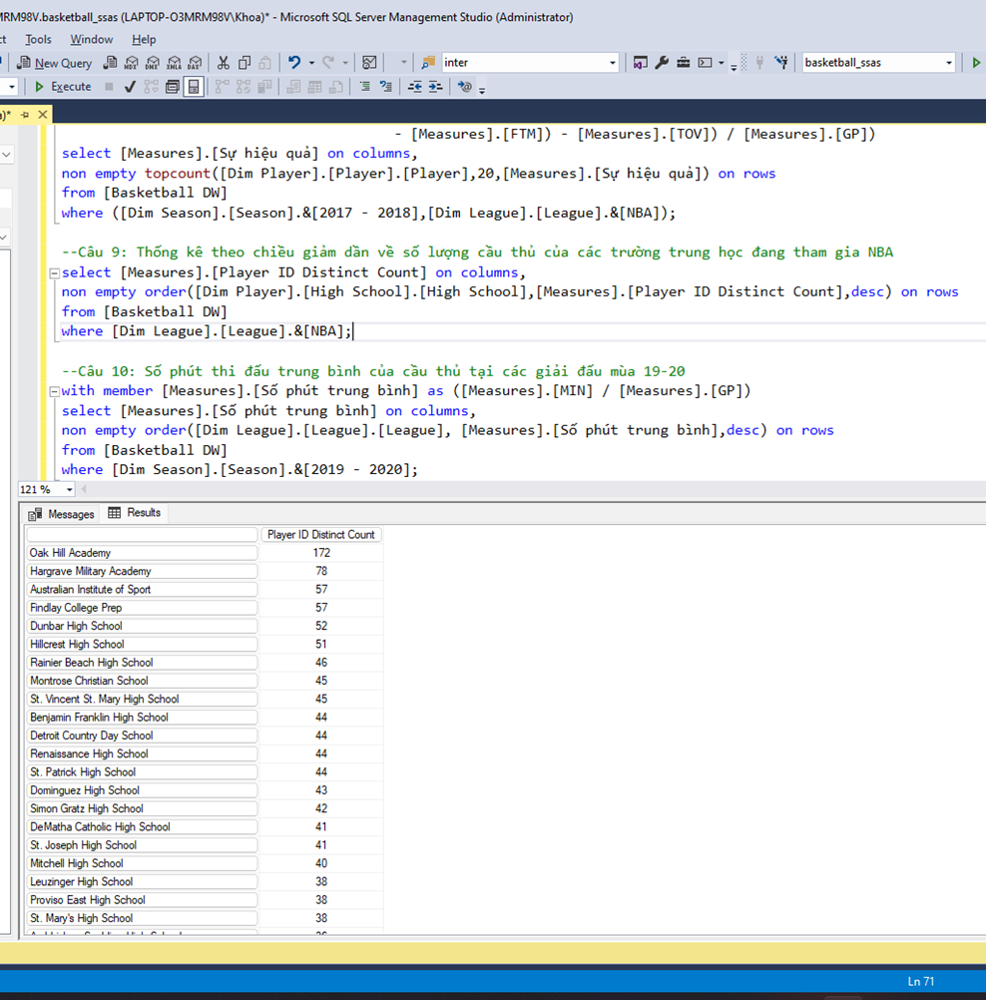 MRM98V.basketball_ssas (LAPTOP-O3MRM98V\Khoa)* - Microsoft SQL Server Management Studio (Administrator)
ct Tools Window Help
New Query MDX DMX XMLA DAX inter basketball_ssas
Execute
a)*
- [Measures].[FTM]) - [Measures].[TOV]) / [Measures].[GP])
select [Measures].[Sự hiệu quả] on columns,
non empty topcount([Dim Player].[Player].[Player],20,[Measures].[Sự hiệu quả]) on rows
from [Basketball DW]
where ([Dim Season].[Season].&[2017 - 2018],[Dim League].[League].&[NBA]);
--Câu 9: Thống kê theo chiều giảm dần về số lượng cầu thủ của các trường trung học đang tham gia NBA
select [Measures].[Player ID Distinct Count] on columns,
non empty order([Dim Player].[High School].[High School],[Measures].[Player ID Distinct Count],desc) on rows
from [Basketball DW]
where [Dim League].[League].&[NBA];
--Câu 10: Số phút thi đấu trung bình của cầu thủ tại các giải đấu mùa 19-20
with member [Measures].[Số phút trung bình] as ([Measures].[MIN] / [Measures].[GP])
select [Measures].[Số phút trung bình] on columns,
non empty order([Dim League].[League].[League], [Measures].[Số phút trung bình],desc) on rows
from [Basketball DW]
where [Dim Season].[Season].&[2019 - 2020];
121 %
Messages Results
Player ID Distinct Count
Oak Hill Academy 172
Hargrave Military Academy 78
Australian Institute of Sport 57
Findlay College Prep 57
Dunbar High School 52
Hillcrest High School 51
Rainier Beach High School 46
Montrose Christian School 45
St. Vincent St. Mary High School 45
Benjamin Franklin High School 44
Detroit Country Day School 44
Renaissance High School 44
St. Patrick High School 44
Dominguez High School 43
Simon Gratz High School 42
DeMatha Catholic High School 41
St. Joseph High School 41
Mitchell High School 40
Leuzinger High School 38
Proviso East High School 38
St. Mary's High School 38
Ln 71